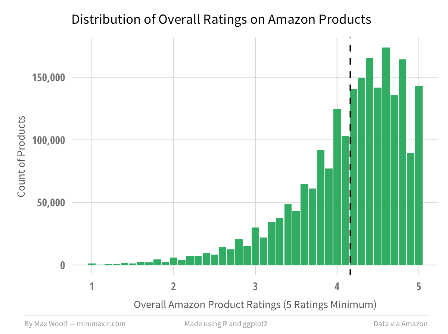 Distribution of Overall Ratings on Amazon Products
Count of Products
150,000
100,000
50,000
0
1 2 3 4 5
Overall Amazon Product Ratings (5 Ratings Minimum)
By Max Woolf — minimaxir.com Made using R and ggplot2 Data via Amazon